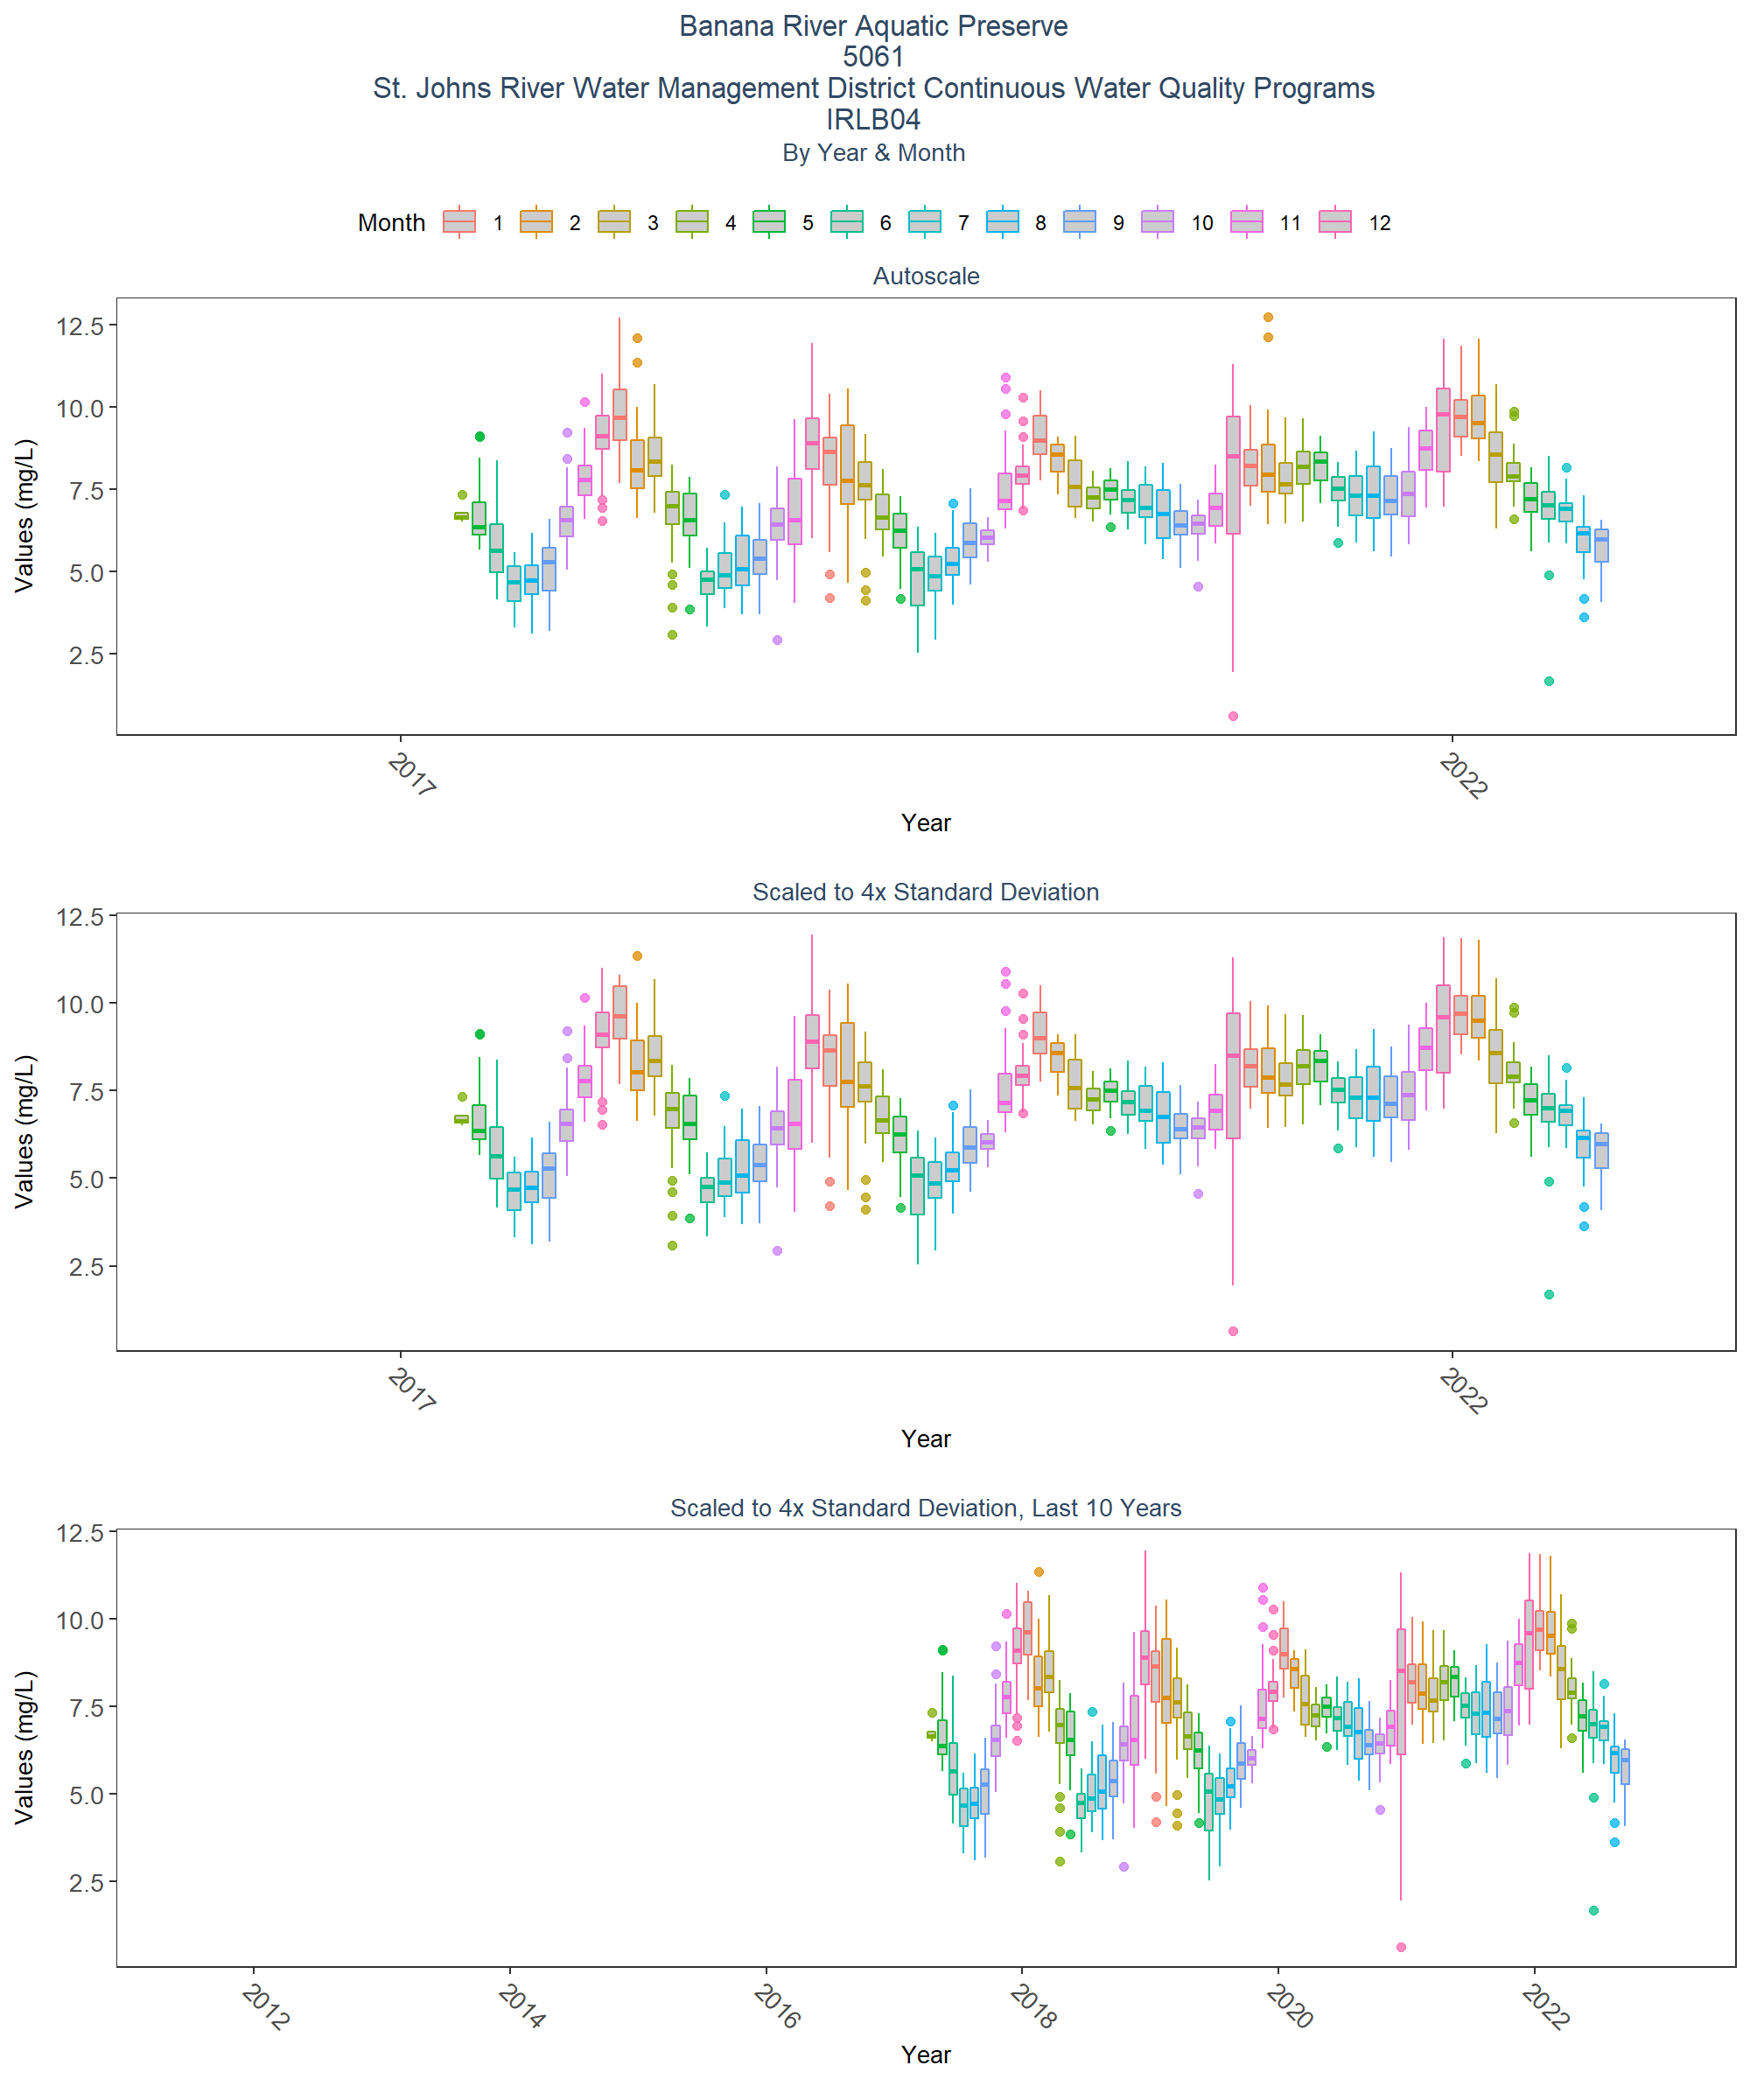 Banana River Aquatic Preserve
5061
St. Johns River Water Management District Continuous Water Quality Programs
IRLB04
By Year & Month
Month 1 2 3 4 5 6 7 8 9 10 11 12
Autoscale
Values (mg/L)
12.5
10.0
7.5
5.0
2.5
2017 2022
Year
Scaled to 4x Standard Deviation
Values (mg/L)
12.5
10.0
7.5
5.0
2.5
2017 2022
Year
Scaled to 4x Standard Deviation, Last 10 Years
Values (mg/L)
12.5
10.0
7.5
5.0
2.5
2012 2014 2016 2018 2020 2022
Year